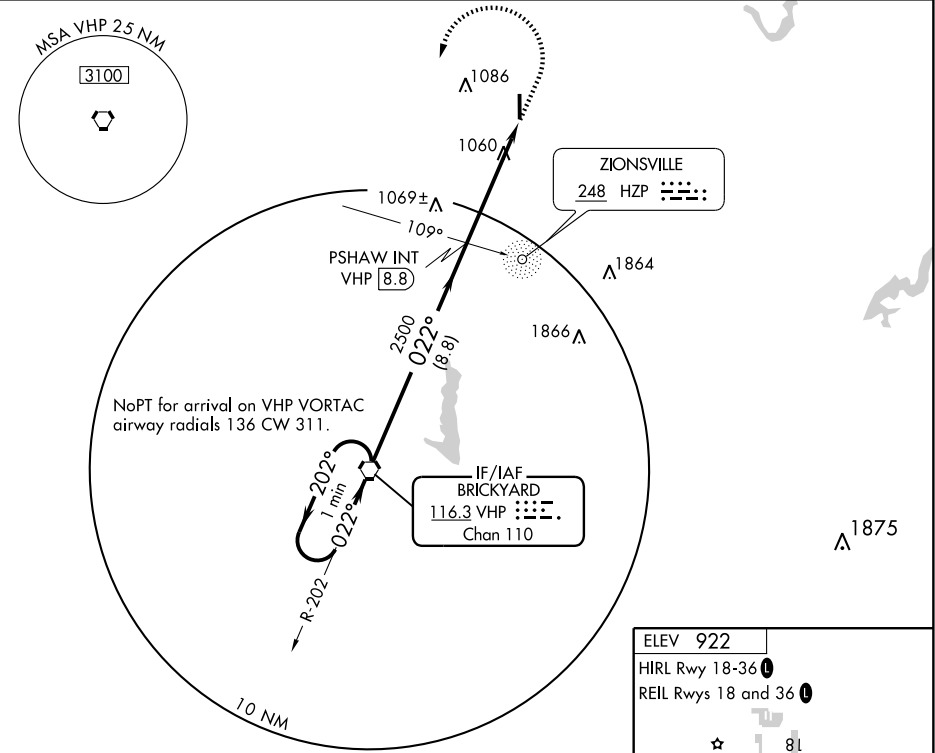 MSA VHP 25 NM
3100
1086
1060
ZIONSVILLE
248 HZP
1069±
109°
PSHAW INT
VHP 8.8
1864
1866
2500
022°
(8.8)
NoPT for arrival on VHP VORTAC
airway radials 136 CW 311.
202°
1 min
022°
IF/IAF
BRICKYARD
116.3 VHP
Chan 110
1875
R-202
10 NM
ELEV 922
HIRL Rwy 18-36 L
REIL Rwys 18 and 36 L
18